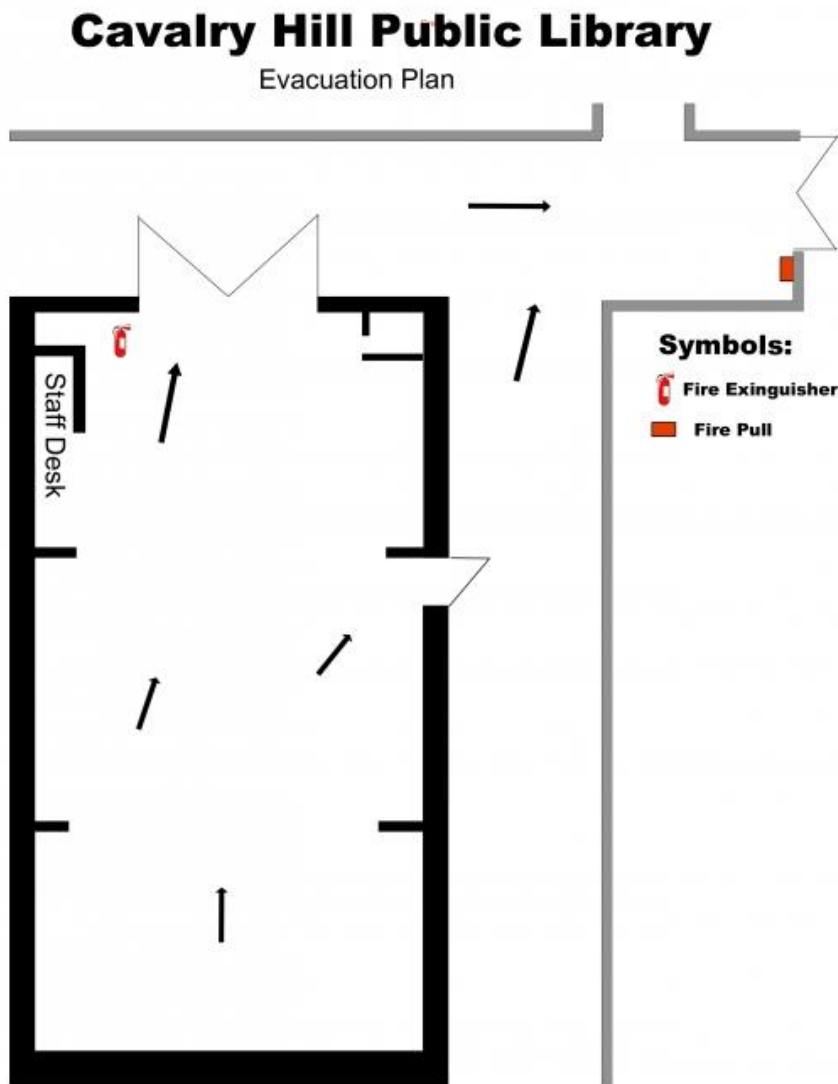 Cavalry Hill Public Library
Evacuation Plan
Staff Desk
Symbols:
Fire Exinguisher
Fire Pull